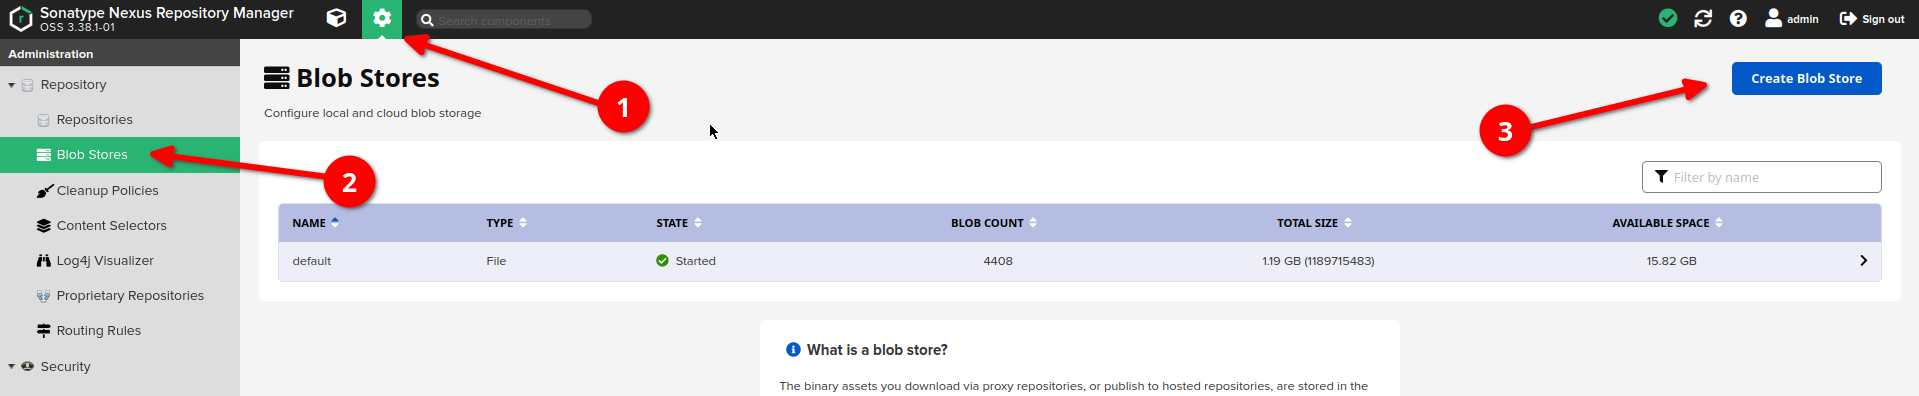 Sonatype Nexus Repository Manager
OSS 3.38.1-01
Search components
admin
Sign out
Administration
Repository
Repositories
Blob Stores
Cleanup Policies
Content Selectors
Log4j Visualizer
Proprietary Repositories
Routing Rules
Security
Blob Stores
Configure local and cloud blob storage
Create Blob Store
1
2
3
Filter by name
NAME TYPE STATE BLOB COUNT TOTAL SIZE AVAILABLE SPACE
default File Started 4408 1.19 GB (1189715483) 15.82 GB
What is a blob store?
The binary assets you download via proxy repositories, or publish to hosted repositories, are stored in the